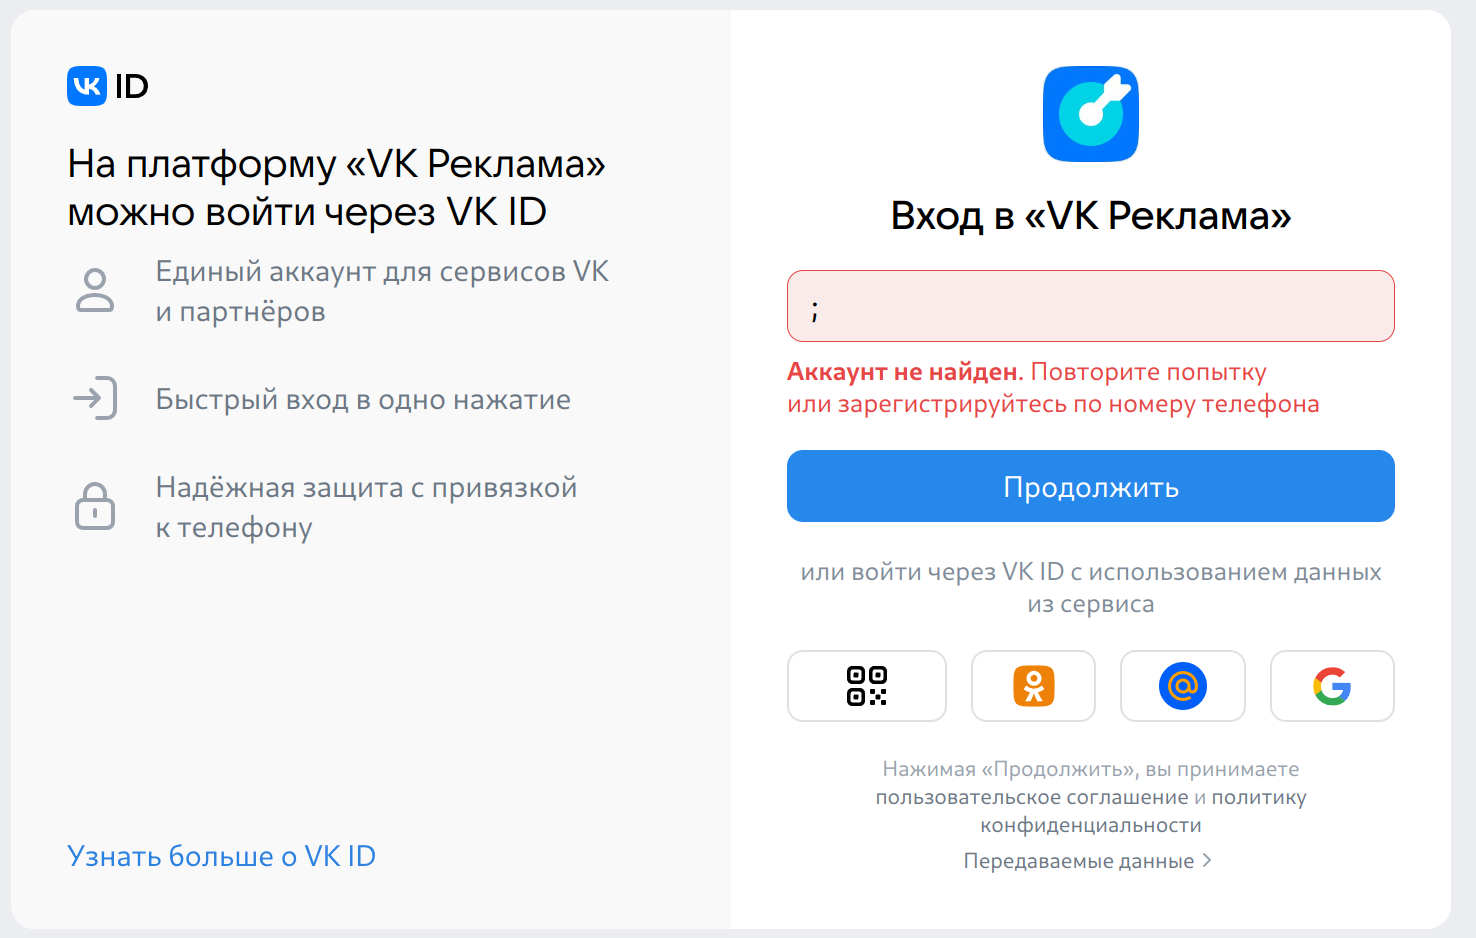 VK ID
На платформу «VK Реклама»
можно войти через VK ID
Единый аккаунт для сервисов VK
и партнёров
Быстрый вход в одно нажатие
Надёжная защита с привязкой
к телефону
Узнать больше о VK ID
Вход в «VK Реклама»
;
Аккаунт не найден. Повторите попытку
или зарегистрируйтесь по номеру телефона
Продолжить
или войти через VK ID с использованием данных
из сервиса
Нажимая «Продолжить», вы принимаете
пользовательское соглашение и политику
конфиденциальности
Передаваемые данные